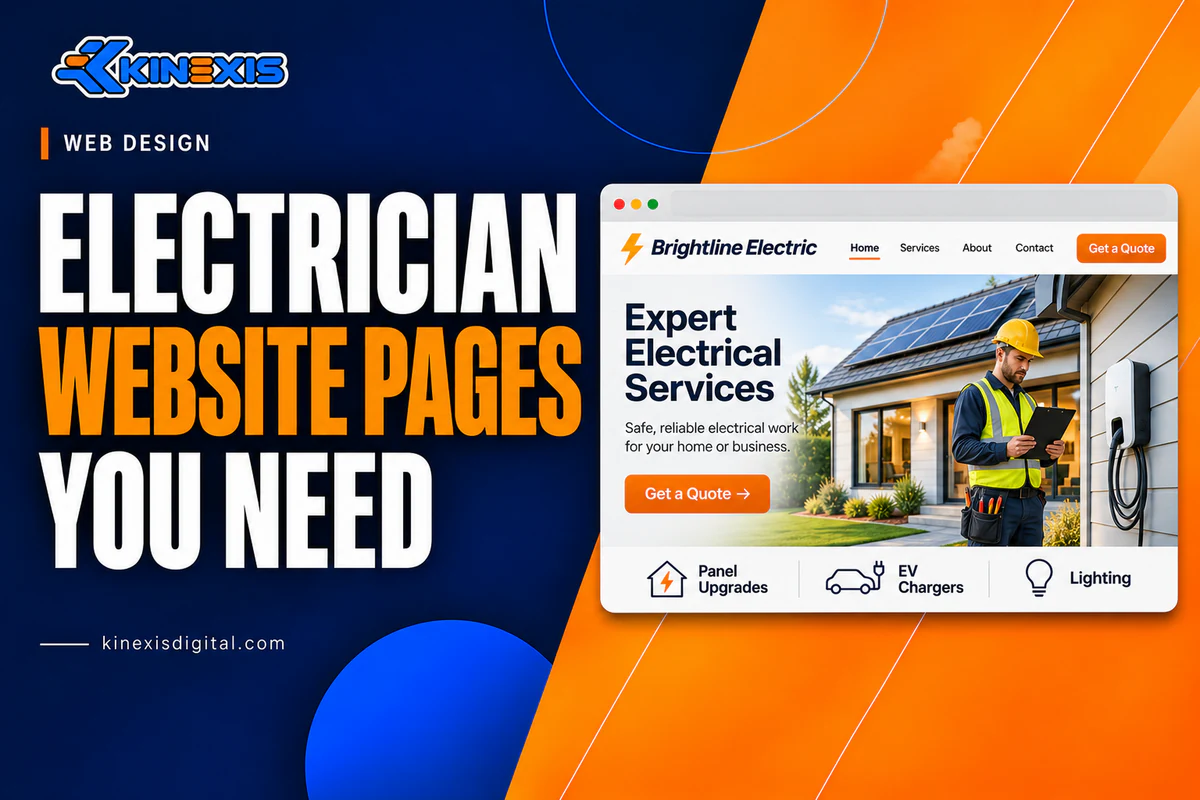 KINEXIS
WEB DESIGN
ELECTRICIAN
WEBSITE PAGES
YOU NEED
kinexisdigital.com
Brightline Electric
Home
Services
About
Contact
Get a Quote
Expert
Electrical
Services
Safe, reliable electrical work
for your home or business.
Get a Quote →
Panel
Upgrades
EV
Chargers
Lighting